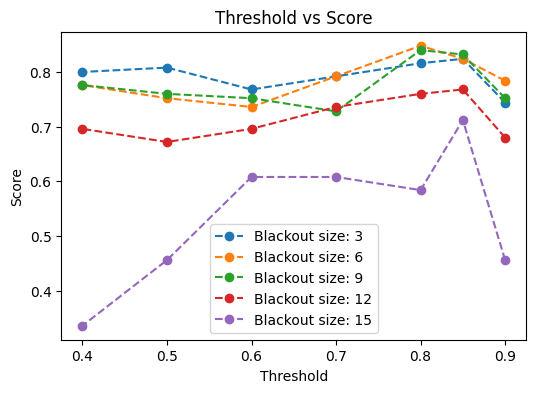 Threshold vs Score
Score
0.8
0.7
0.6
0.5
0.4
Blackout size: 3
Blackout size: 6
Blackout size: 9
Blackout size: 12
Blackout size: 15
0.4 0.5 0.6 0.7 0.8 0.9
Threshold